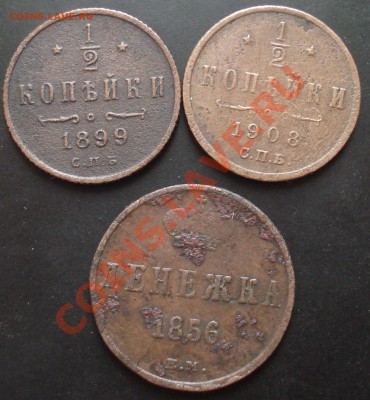 1
2
КОПѢЙКИ
1899
С.П.Б.
1
2
КОПѢЙКИ
1908
С.П.Б.
ДЕНЕЖКА
1856
Е.М.
COINS.LAVE.RU
COINS.LAVE.RU